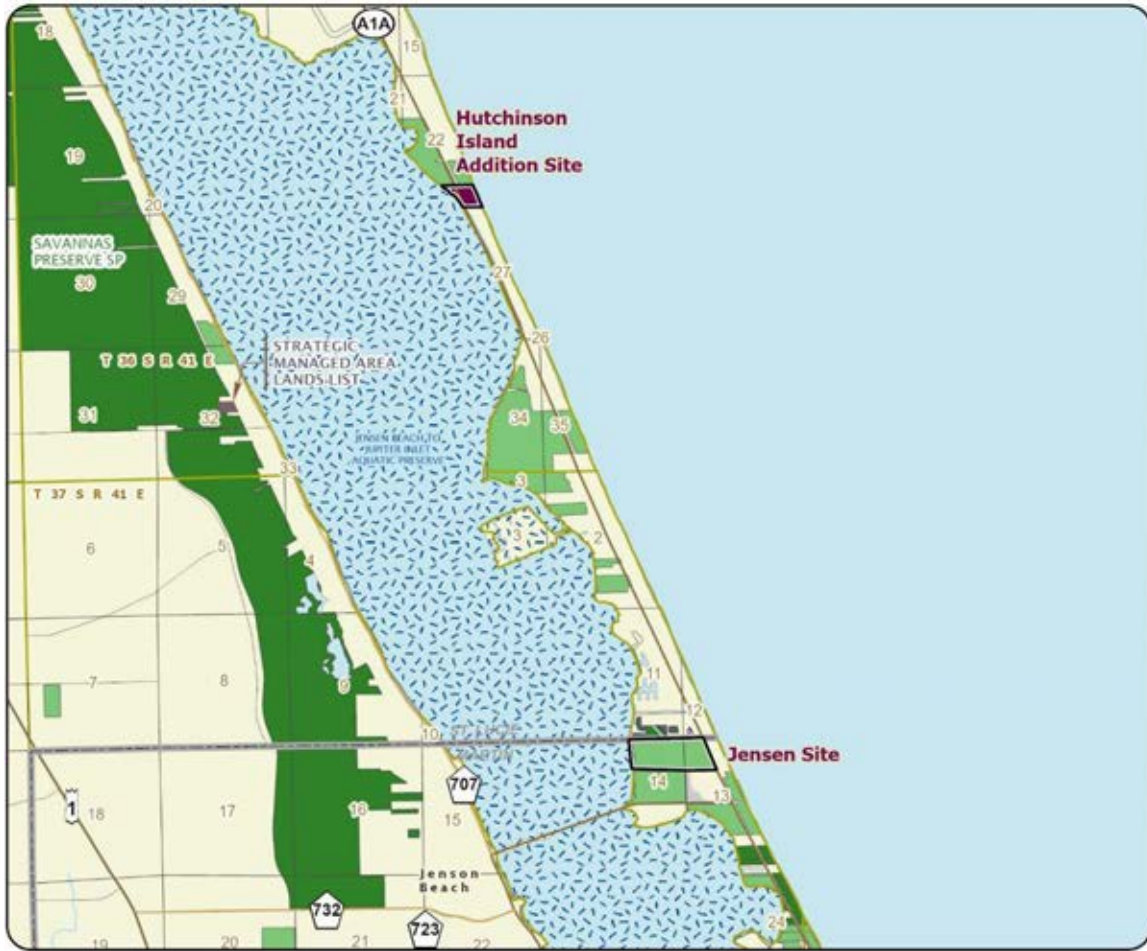 A1A
18
15
21
22
Hutchinson
Island
Addition Site
19
20
SAVANNAS
PRESERVE SP
30
29
27
26
STRATEGIC
MANAGED AREA
LANDS LIST
T 36 S R 41 E
31
32
34
35
JENSEN BEACH TO
JUPITER INLET
AQUATIC PRESERVE
33
3
T 37 S R 41 E
6
5
4
3
2
7
8
9
11
12
10
ST. LUCIE
MARTIN
Jensen Site
14
13
707
1
18
17
16
15
Jenson
Beach
732
723
24
19
20
21
22